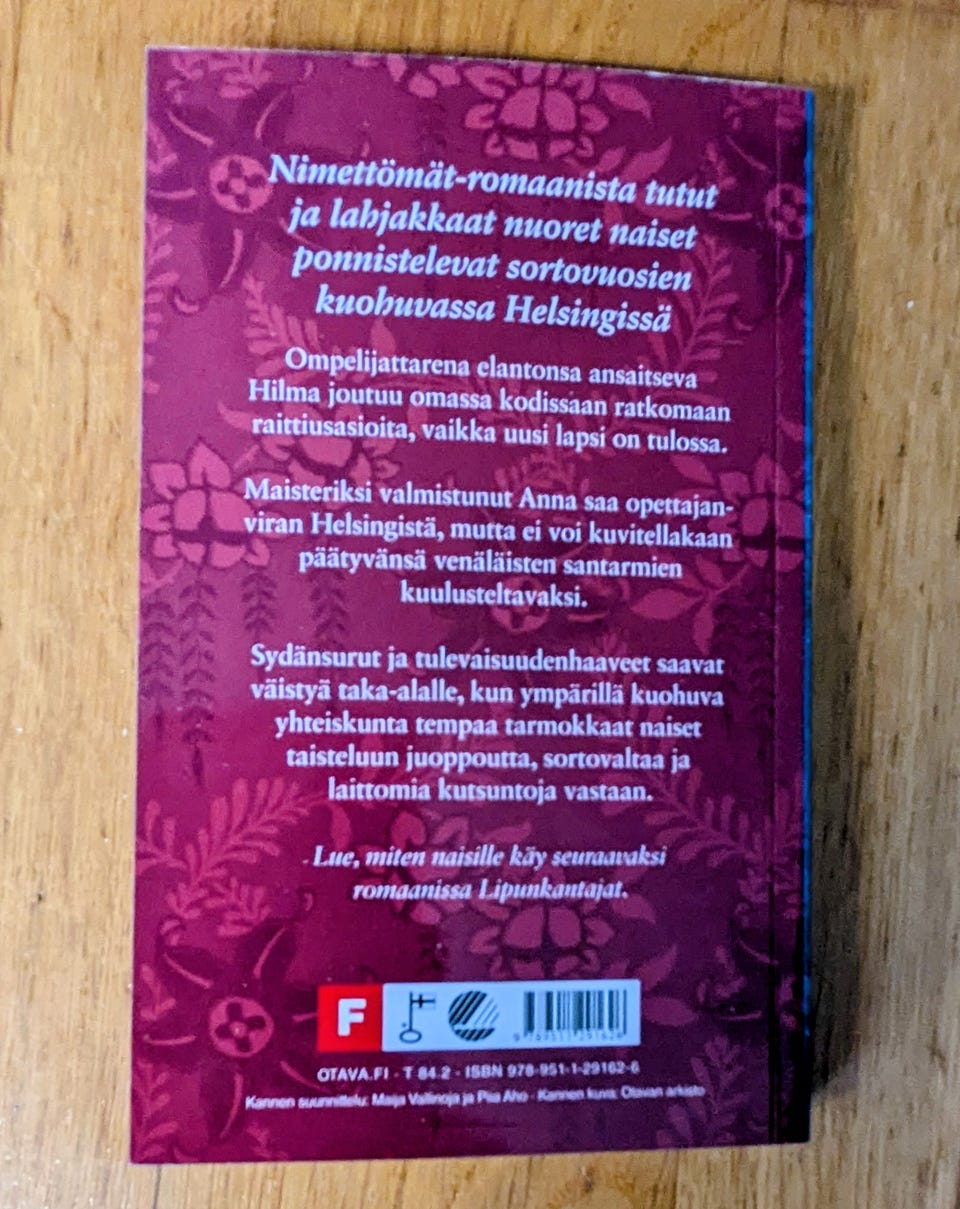 Nimettömät-romaanista tutut
ja lahjakkaat nuoret naiset
ponnistelevat sortovuosien
kuohuvassa Helsingissä
Ompelijattarena elantonsa ansaitseva
Hilma joutuu omassa kodissaan ratkomaan
raittiusasioita, vaikka uusi lapsi on tulossa.
Maisteriksi valmistunut Anna saa opettajan-
viran Helsingistä, mutta ei voi kuvitellakaan
päätyvänsä venäläisten santarmien
kuulusteltavaksi.
Sydänsurut ja tulevaisuudenhaaveet saavat
väistyä taka-alalle, kun ympärillä kuohuva
yhteiskunta tempaa tarmokkaat naiset
taisteluun juoppoutta, sortovaltaa ja
laittomia kutsuntoja vastaan.
Lue, miten naisille käy seuraavaksi
romaanissa Lipunkantajat.
F
9 789511 291626
OTAVA.FI · T 84.2 · ISBN 978-951-1-29162-6
Kannen suunnittelu: Maija Vallinoja ja Piia Aho · Kannen kuva: Otavan arkisto